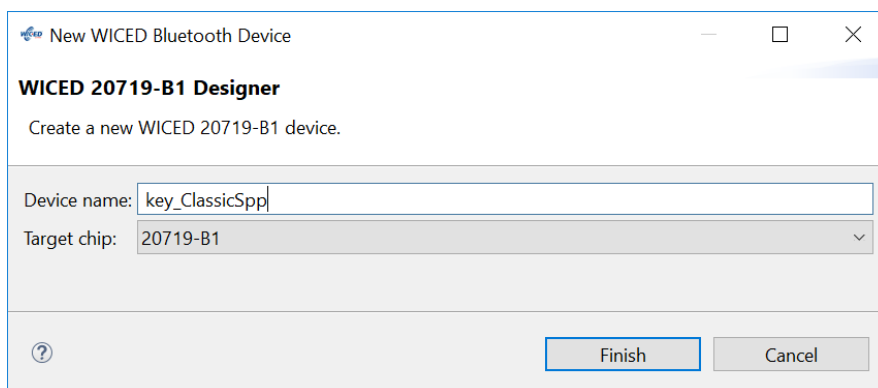 New WICED Bluetooth Device
WICED 20719-B1 Designer
Create a new WICED 20719-B1 device.
Device name: key_ClassicSpp
Target chip: 20719-B1
Finish Cancel